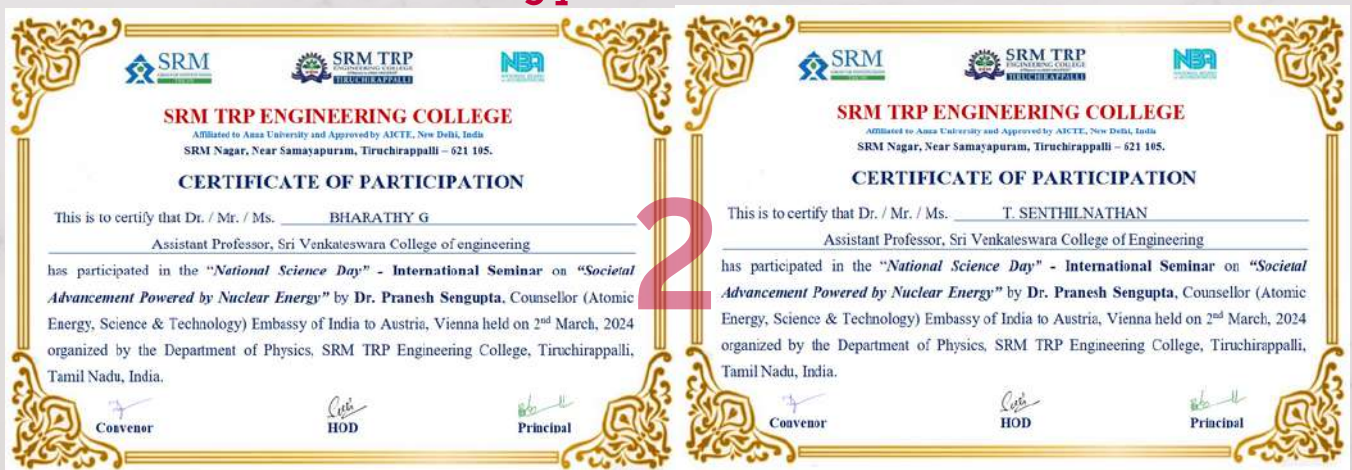 SRM
SRM TRP
ENGINEERING COLLEGE
TIRUCHIRAPPALLI
NBA
SRM TRP ENGINEERING COLLEGE
Affiliated to Anna University and Approved by AICTE, New Delhi, India
SRM Nagar, Near Samayapuram, Tiruchirappalli – 621 105.
CERTIFICATE OF PARTICIPATION
This is to certify that Dr. / Mr. / Ms. BHARATHY G
Assistant Professor, Sri Venkateswara College of engineering
has participated in the "National Science Day" - International Seminar on "Societal
Advancement Powered by Nuclear Energy" by Dr. Pranesh Sengupta, Counsellor (Atomic
Energy, Science & Technology) Embassy of India to Austria, Vienna held on 2nd March, 2024
organized by the Department of Physics, SRM TRP Engineering College, Tiruchirappalli,
Tamil Nadu, India.
Convenor
HOD
Principal
2
SRM
SRM TRP
ENGINEERING COLLEGE
TIRUCHIRAPPALLI
NBA
SRM TRP ENGINEERING COLLEGE
Affiliated to Anna University and Approved by AICTE, New Delhi, India
SRM Nagar, Near Samayapuram, Tiruchirappalli – 621 105.
CERTIFICATE OF PARTICIPATION
This is to certify that Dr. / Mr. / Ms. T. SENTHILNATHAN
Assistant Professor, Sri Venkateswara College of Engineering
has participated in the "National Science Day" - International Seminar on "Societal
Advancement Powered by Nuclear Energy" by Dr. Pranesh Sengupta, Counsellor (Atomic
Energy, Science & Technology) Embassy of India to Austria, Vienna held on 2nd March, 2024
organized by the Department of Physics, SRM TRP Engineering College, Tiruchirappalli,
Tamil Nadu, India.
Convenor
HOD
Principal